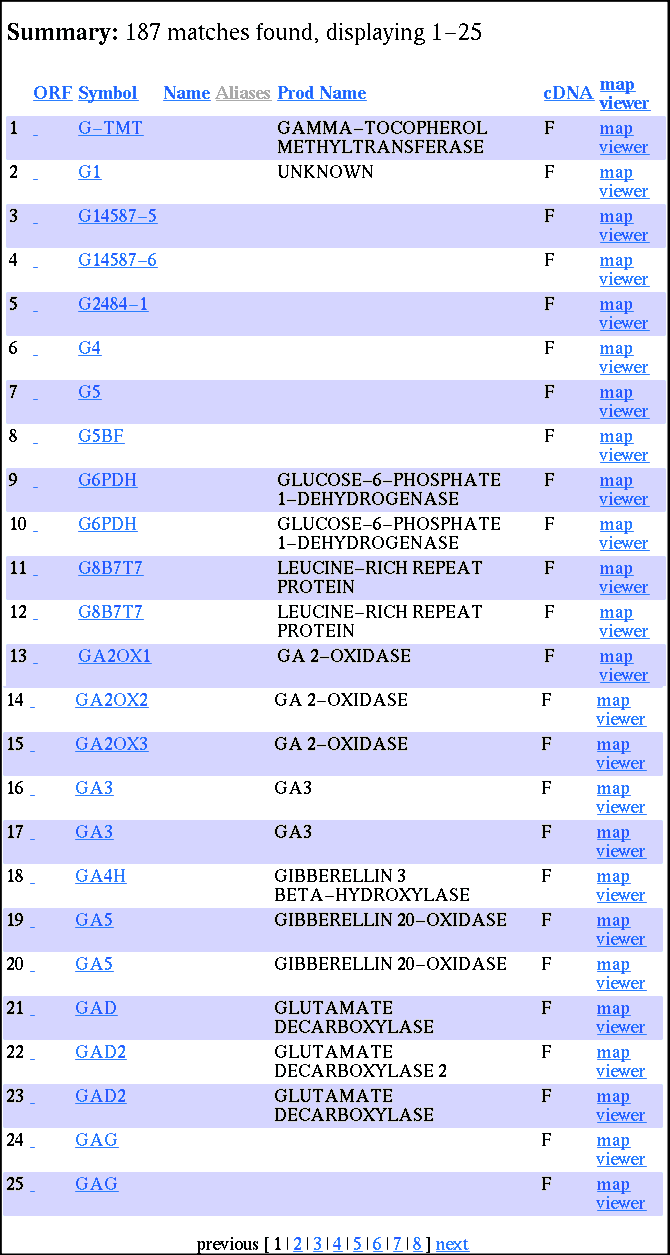 Summary: 187 matches found, displaying 1–25
ORF Symbol Name Aliases Prod Name cDNA map
viewer
1 _ G–TMT GAMMA–TOCOPHEROL F map
METHYLTRANSFERASE viewer
2 _ G1 UNKNOWN F map
viewer
3 _ G14587–5 F map
viewer
4 _ G14587–6 F map
viewer
5 _ G2484–1 F map
viewer
6 _ G4 F map
viewer
7 _ G5 F map
viewer
8 _ G5BF F map
viewer
9 _ G6PDH GLUCOSE–6–PHOSPHATE F map
1–DEHYDROGENASE viewer
10 _ G6PDH GLUCOSE–6–PHOSPHATE F map
1–DEHYDROGENASE viewer
11 _ G8B7T7 LEUCINE–RICH REPEAT F map
PROTEIN viewer
12 _ G8B7T7 LEUCINE–RICH REPEAT F map
PROTEIN viewer
13 _ GA2OX1 GA 2–OXIDASE F map
viewer
14 _ GA2OX2 GA 2–OXIDASE F map
viewer
15 _ GA2OX3 GA 2–OXIDASE F map
viewer
16 _ GA3 GA3 F map
viewer
17 _ GA3 GA3 F map
viewer
18 _ GA4H GIBBERELLIN 3 F map
BETA–HYDROXYLASE viewer
19 _ GA5 GIBBERELLIN 20–OXIDASE F map
viewer
20 _ GA5 GIBBERELLIN 20–OXIDASE F map
viewer
21 _ GAD GLUTAMATE F map
DECARBOXYLASE viewer
22 _ GAD2 GLUTAMATE F map
DECARBOXYLASE 2 viewer
23 _ GAD2 GLUTAMATE F map
DECARBOXYLASE viewer
24 _ GAG F map
viewer
25 _ GAG F map
viewer
previous [ 1 | 2 | 3 | 4 | 5 | 6 | 7 | 8 ] next